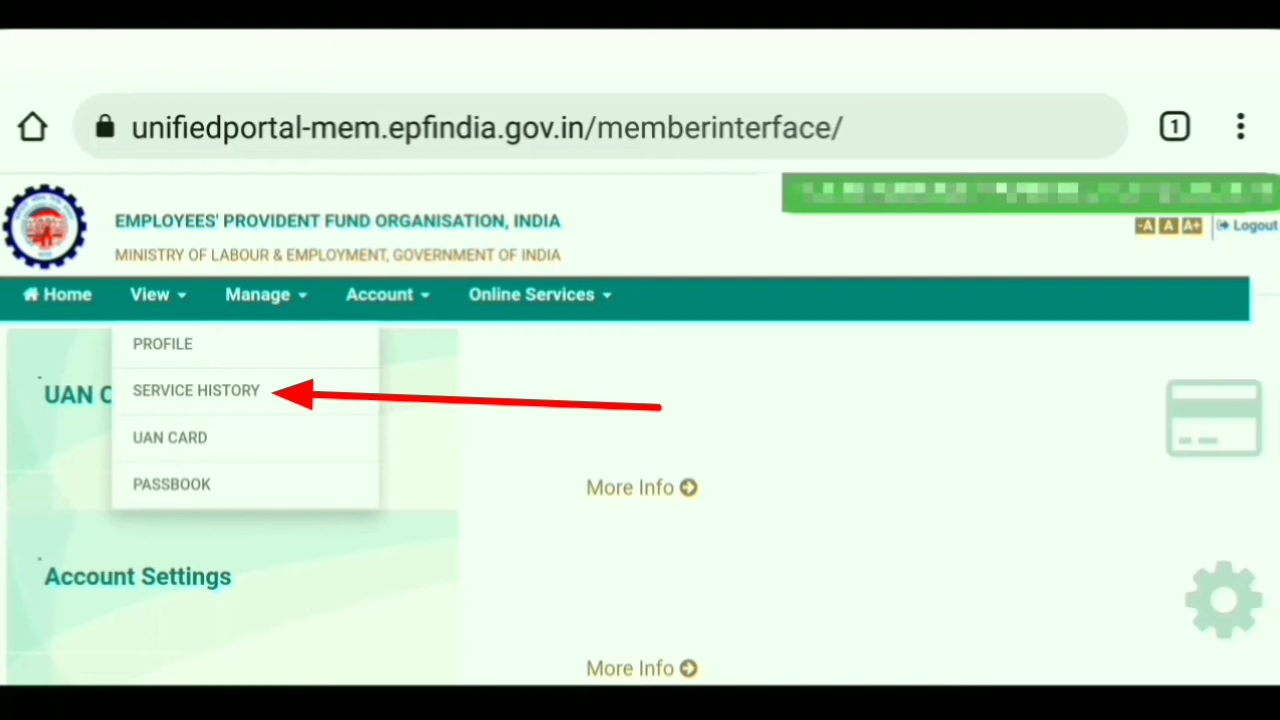 1
unifiedportal-mem.epfindia.gov.in/memberinterface/
EMPLOYEES' PROVIDENT FUND ORGANISATION, INDIA
MINISTRY OF LABOUR & EMPLOYMENT, GOVERNMENT OF INDIA
-A A A+ Logout
Home View Manage Account Online Services
PROFILE
SERVICE HISTORY
UAN C
UAN CARD
PASSBOOK
More Info
Account Settings
More Info